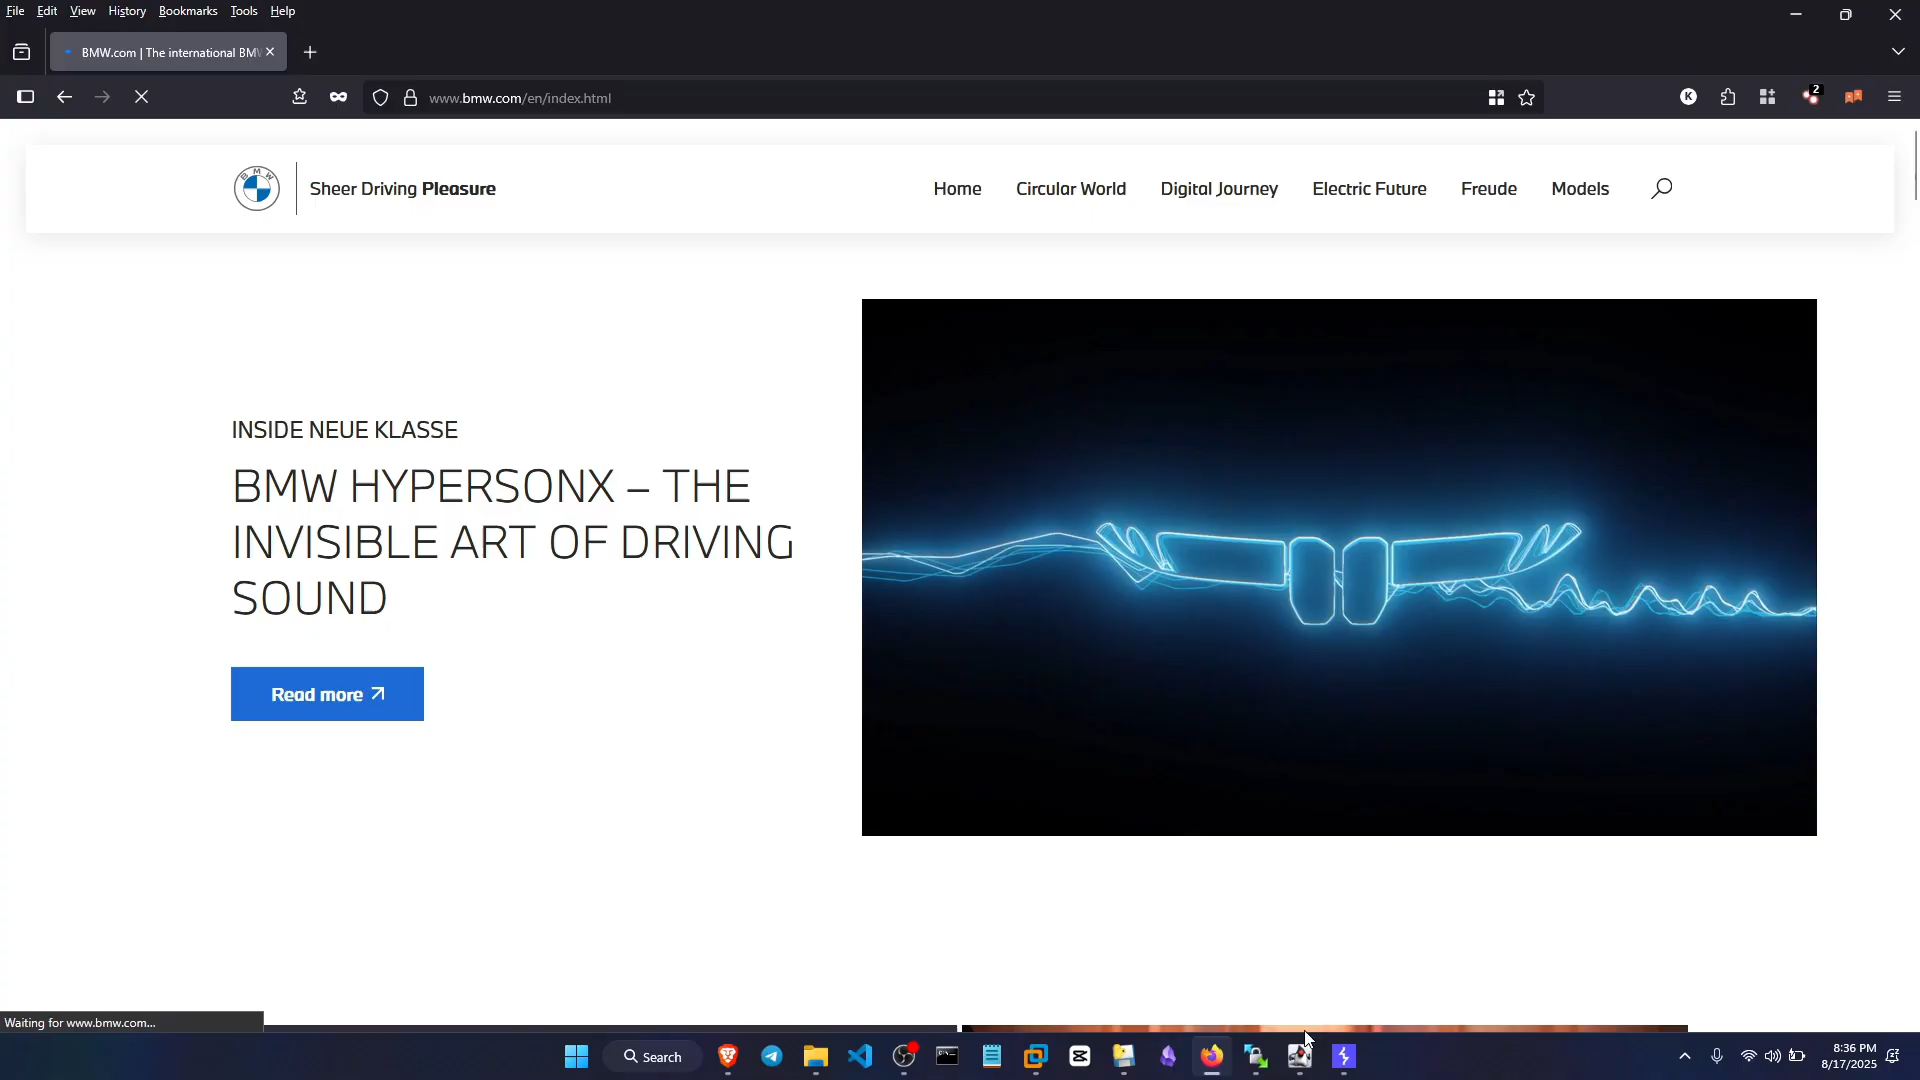 File Edit View History Bookmarks Tools Help
BMW.com | The international BM
www.bmw.com/en/index.html
K
2
BMW
Sheer Driving Pleasure
Home Circular World Digital Journey Electric Future Freude Models
INSIDE NEUE KLASSE
BMW HYPERSONX – THE
INVISIBLE ART OF DRIVING
SOUND
Read more
Waiting for www.bmw.com...
Search
8:36 PM
8/17/2025